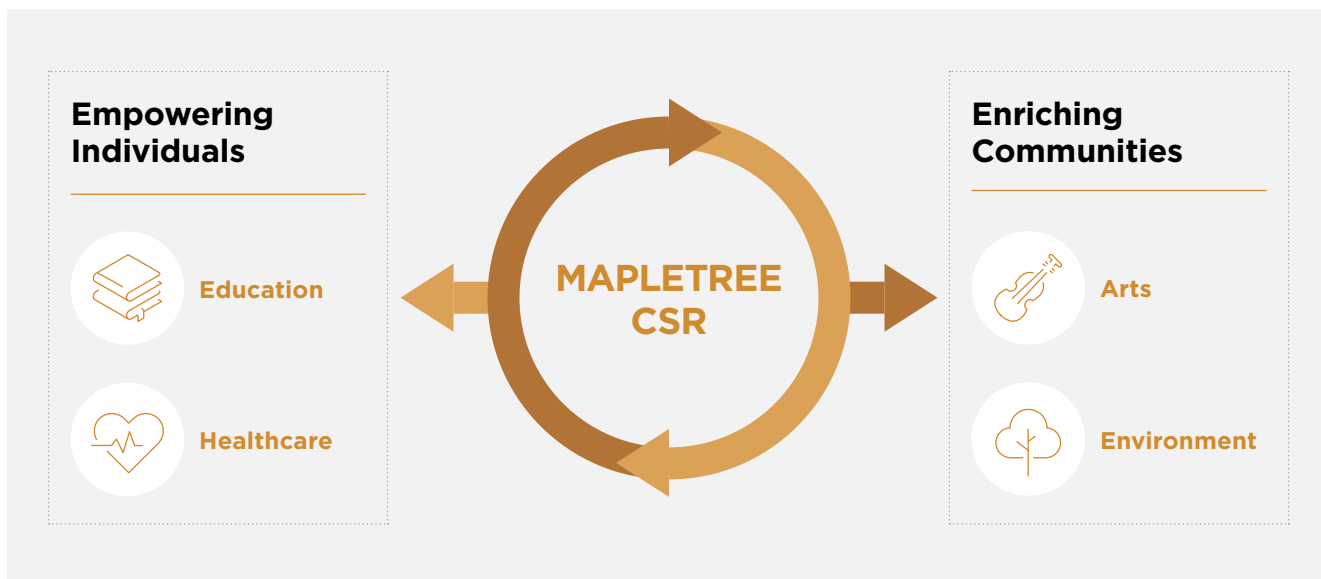 Empowering
Individuals
Education
Healthcare
MAPLETREE
CSR
Enriching
Communities
Arts
Environment